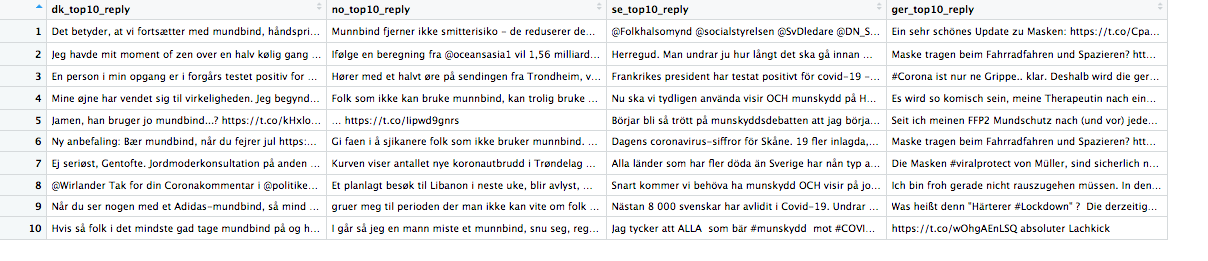 dk_top10_reply no_top10_reply se_top10_reply ger_top10_reply
1 Det betyder, at vi fortsætter med mundbind, håndspri... Munnbind fjerner ikke smitterisiko – de reduserer de... @Folkhalsomynd @socialstyrelsen @SvDledare @DN_S... Ein sehr schönes Update zu Masken: https://t.co/Cpa...
2 Jeg havde mit moment of zen over en halv kølig gang ... Ifølge en beregning fra @oceansasia1 vil 1,56 milliard... Herregud. Man undrar ju hur långt det ska gå innan ... Maske tragen beim Fahrradfahren und Spazieren? htt...
3 En person i min opgang er i forgårs testet positiv for ... Hører med et halvt øre på sendingen fra Trondheim, v... Frankrikes president har testat positivt för covid-19 –... #Corona ist nur ne Grippe.. klar. Deshalb wird die ger...
4 Mine øjne har vendet sig til virkeligheden. Jeg begynd... Folk som ikke kan bruke munnbind, kan trolig bruke ... Nu ska vi tydligen använda visir OCH munskydd på H... Es wird so komisch sein, meine Therapeutin nach ein...
5 Jamen, han bruger jo mundbind...? https://t.co/kHxlo... ... https://t.co/Iipwd9gnrs Börjar bli så trött på munskyddsdebatten att jag börja... Seit ich meinen FFP2 Mundschutz nach (und vor) jede...
6 Ny anbefaling: Bær mundbind, når du fejrer jul https:... Gi faen i å sjikanere folk som ikke bruker munnbind. ... Dagens coronavirus-siffror för Skåne. 19 fler inlagda,... Maske tragen beim Fahrradfahren und Spazieren? htt...
7 Ej seriøst, Gentofte. Jordmoderkonsultation på anden ... Kurven viser antallet nye koronautbrudd i Trøndelag ... Alla länder som har fler döda än Sverige har nån typ a... Die Masken #viralprotect von Müller, sind sicherlich n...
8 @Wirlander Tak for din Coronakommentar i @politike... Et planlagt besøk til Libanon i neste uke, blir avlyst, ... Snart kommer vi behöva ha munskydd OCH visir på jo... Ich bin froh gerade nicht rauszugehen müssen. In den...
9 Når du ser nogen med et Adidas-mundbind, så mind ... gruer meg til perioden der man ikke kan vite om folk ... Nästan 8 000 svenskar har avlidit i Covid-19. Undrar ... Was heißt denn "Härterer #Lockdown" ? Die derzeitig...
10 Hvis så folk i det mindste gad tage mundbind på og h... I går så jeg en mann miste et munnbind, snu seg, reg... Jag tycker att ALLA som bär #munskydd mot #COVI... https://t.co/wOhgAEnLSQ absoluter Lachkick